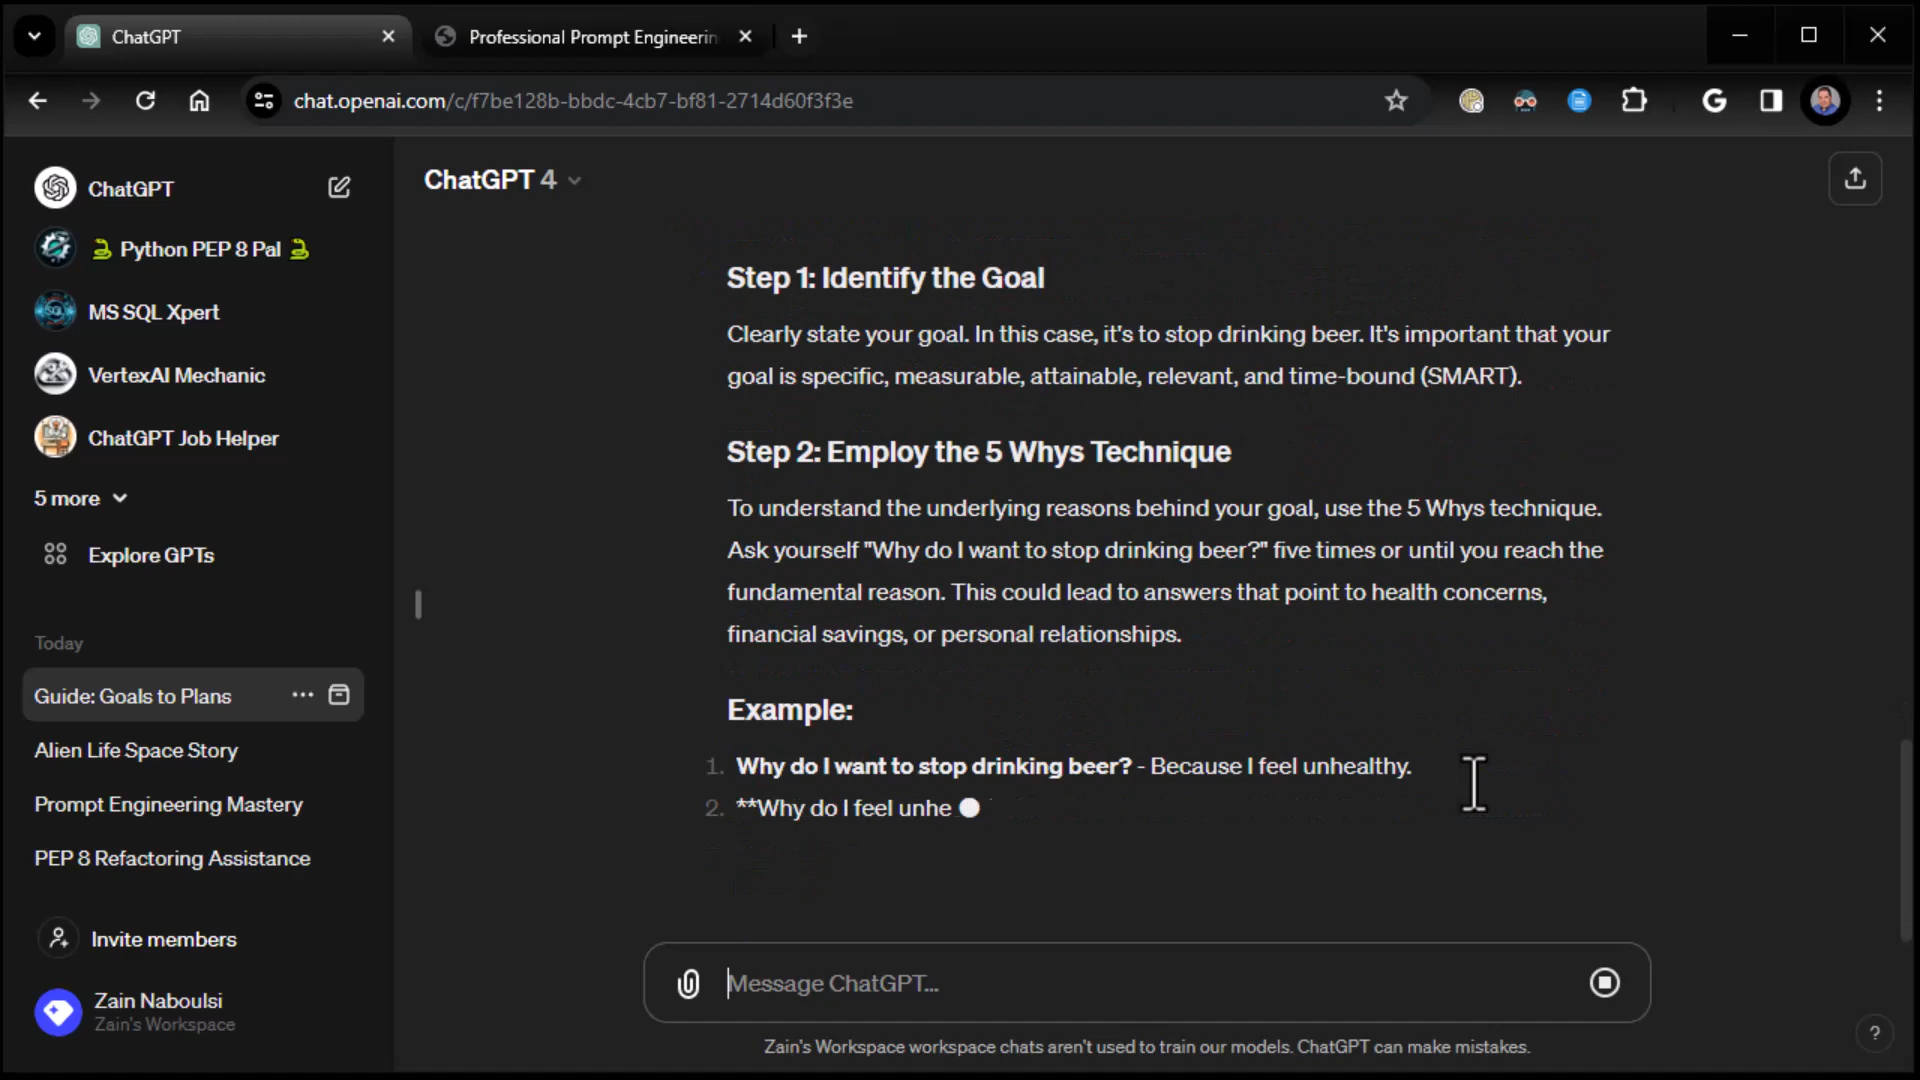 ChatGPT
Professional Prompt Engineerin
chat.openai.com/c/f7be128b-bbdc-4cb7-bf81-2714d60f3f3e
ChatGPT
Python PEP 8 Pal
MS SQL Xpert
VertexAI Mechanic
ChatGPT Job Helper
5 more
Explore GPTs
Today
Guide: Goals to Plans
Alien Life Space Story
Prompt Engineering Mastery
PEP 8 Refactoring Assistance
Invite members
Zain Naboulsi
Zain's Workspace
ChatGPT 4
Step 1: Identify the Goal
Clearly state your goal. In this case, it's to stop drinking beer. It's important that your
goal is specific, measurable, attainable, relevant, and time-bound (SMART).
Step 2: Employ the 5 Whys Technique
To understand the underlying reasons behind your goal, use the 5 Whys technique.
Ask yourself "Why do I want to stop drinking beer?" five times or until you reach the
fundamental reason. This could lead to answers that point to health concerns,
financial savings, or personal relationships.
Example:
1. Why do I want to stop drinking beer? - Because I feel unhealthy.
2. **Why do I feel unhe
Message ChatGPT...
Zain's Workspace workspace chats aren't used to train our models. ChatGPT can make mistakes.
?